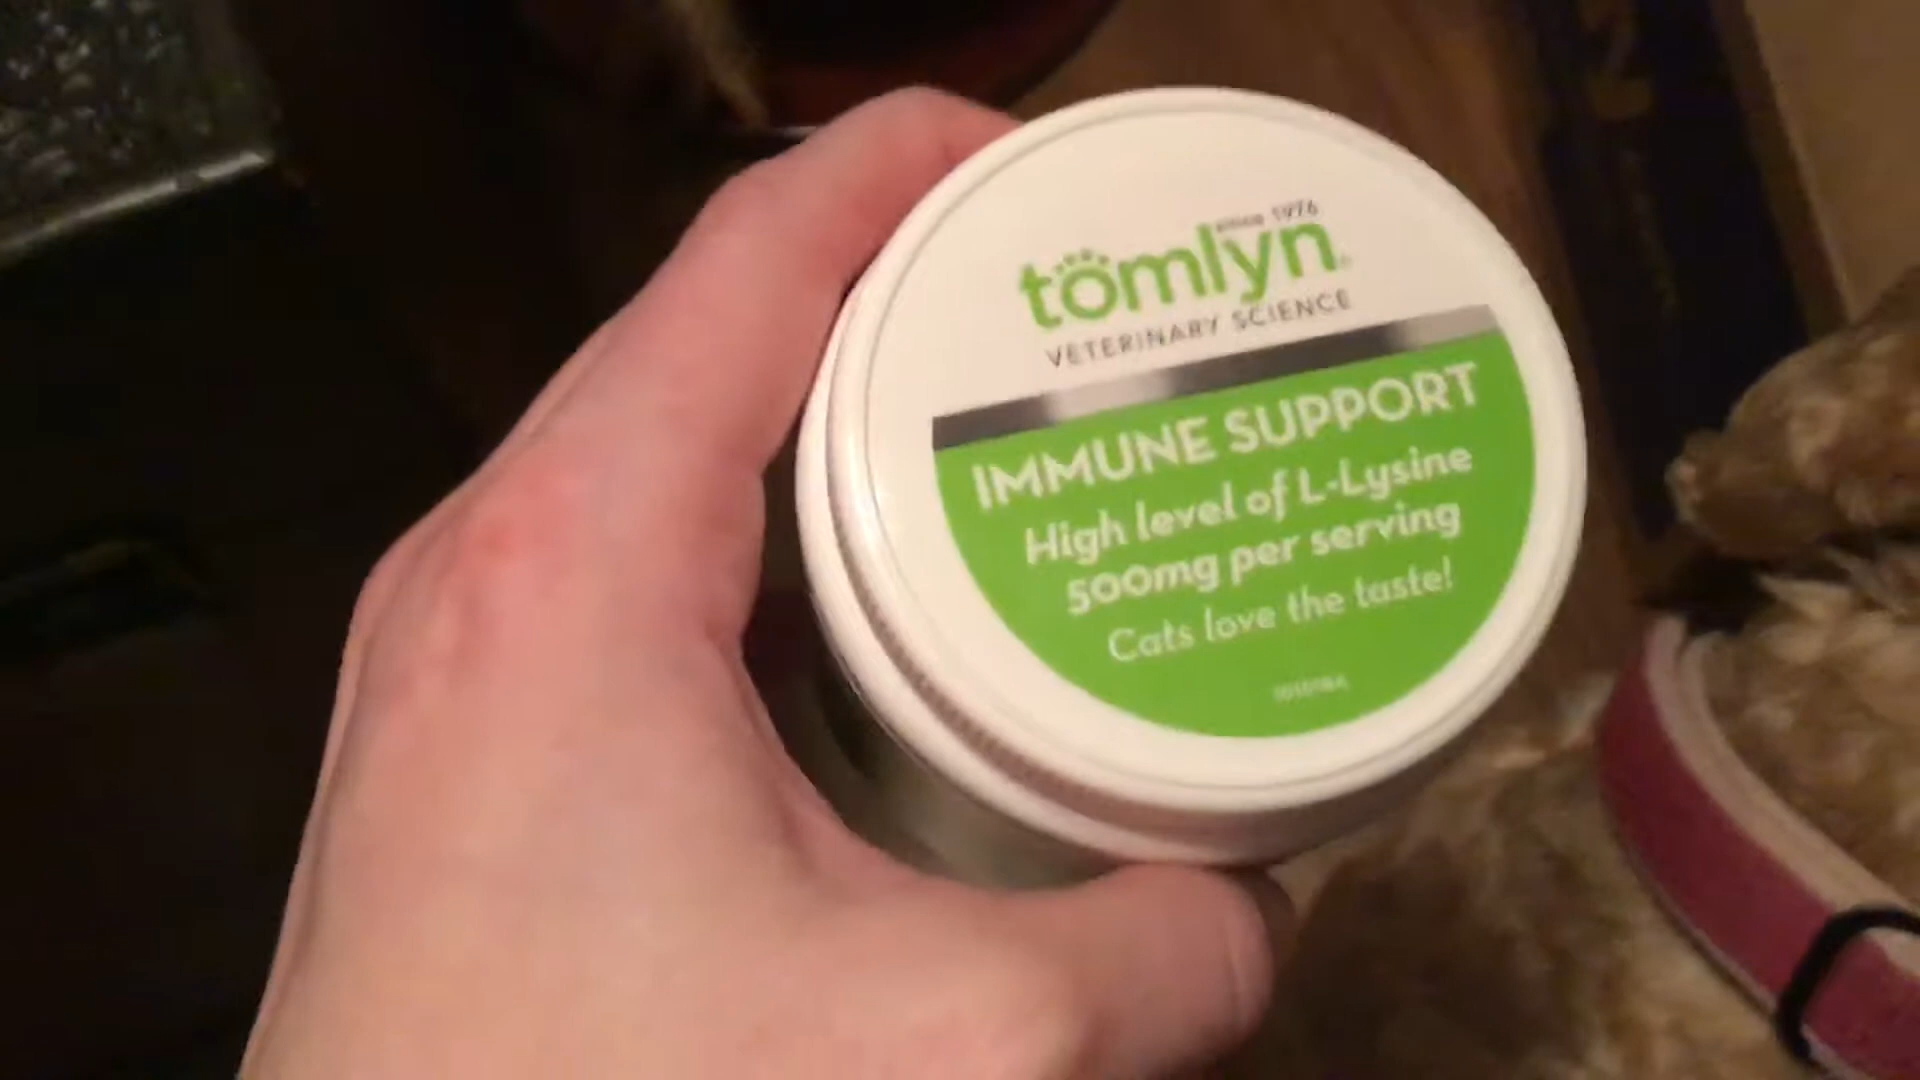 since 1976
tomlyn
VETERINARY SCIENCE
IMMUNE SUPPORT
High level of L-Lysine
500mg per serving
Cats love the taste!